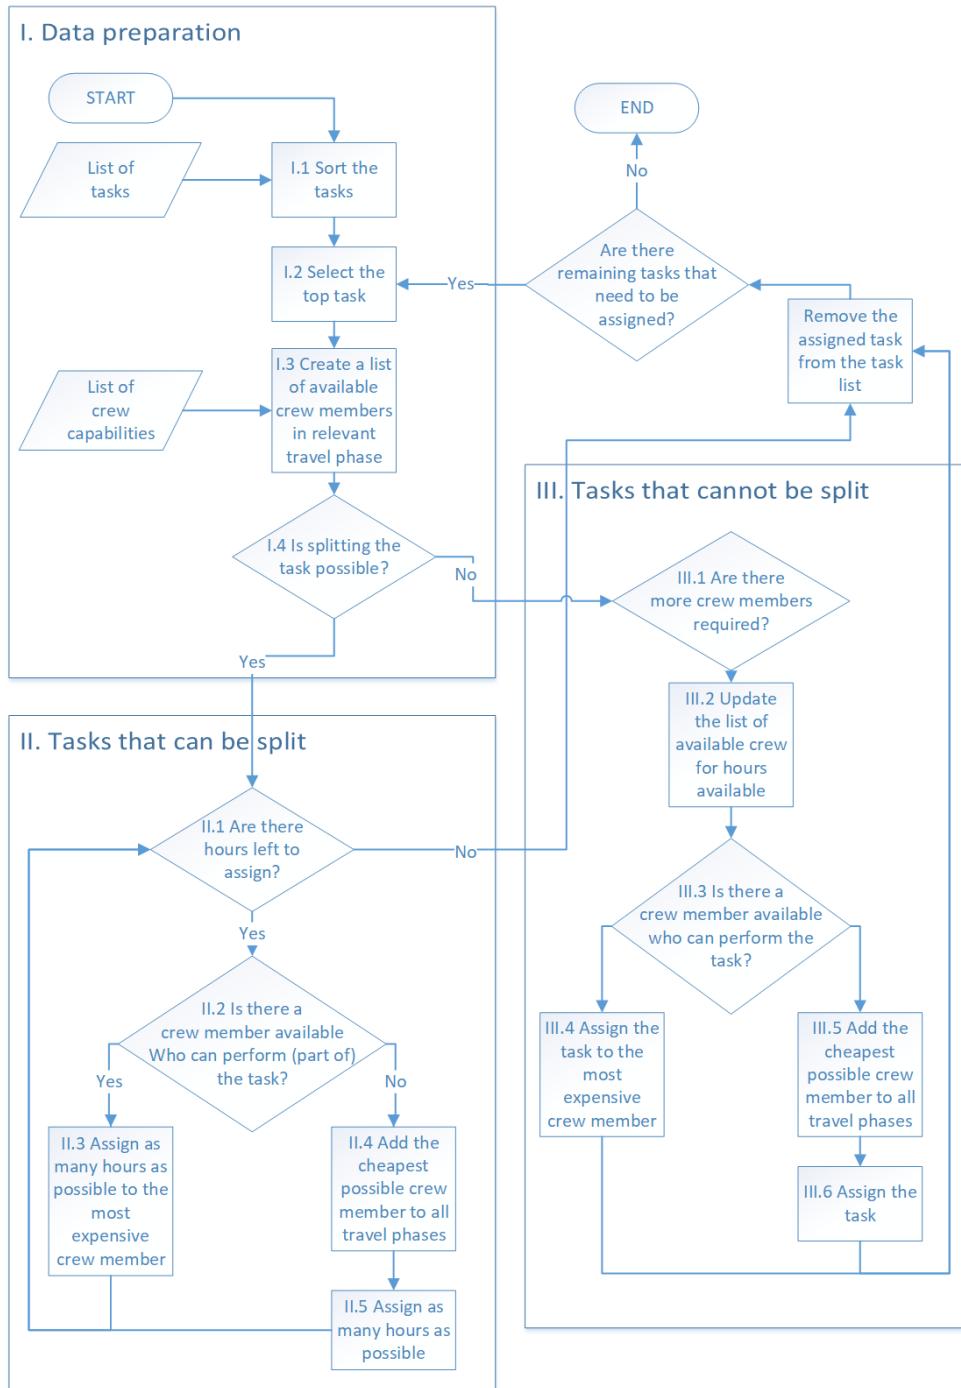 I. Data preparation
START
List of
tasks
I.1 Sort the
tasks
I.2 Select the
top task
List of
crew
capabilities
I.3 Create a list
of available
crew members
in relevant
travel phase
I.4 Is splitting the
task possible?
No
Yes
END
No
Are there
remaining tasks that
need to be
assigned?
Yes
Remove the
assigned task
from the task
list
II. Tasks that can be split
II.1 Are there
hours left to
assign?
No
Yes
II.2 Is there a
crew member available
Who can perform (part of)
the task?
Yes
No
II.3 Assign as
many hours as
possible to the
most
expensive
crew member
II.4 Add the
cheapest
possible crew
member to all
travel phases
II.5 Assign as
many hours as
possible
III. Tasks that cannot be split
III.1 Are there
more crew members
required?
III.2 Update
the list of
available crew
for hours
available
III.3 Is there a
crew member available
who can perform the
task?
III.4 Assign the
task to the
most
expensive
crew member
III.5 Add the
cheapest
possible crew
member to all
travel phases
III.6 Assign the
task